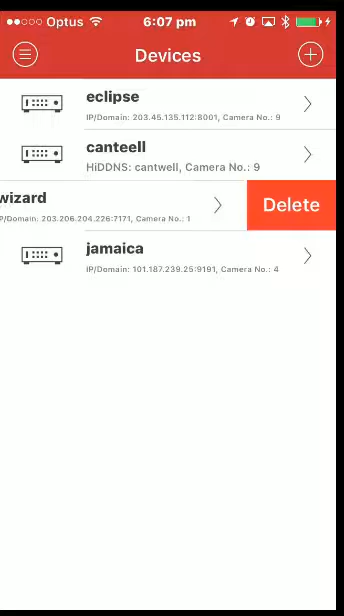 Optus 6:07 pm
Devices
eclipse
IP/Domain: 203.45.135.112:8001, Camera No.: 9
canteell
HiDDNS: cantwell, Camera No.: 9
wizard
P/Domain: 203.206.204.226:7171, Camera No.: 1
Delete
jamaica
IP/Domain: 101.187.239.25:9191, Camera No.: 4